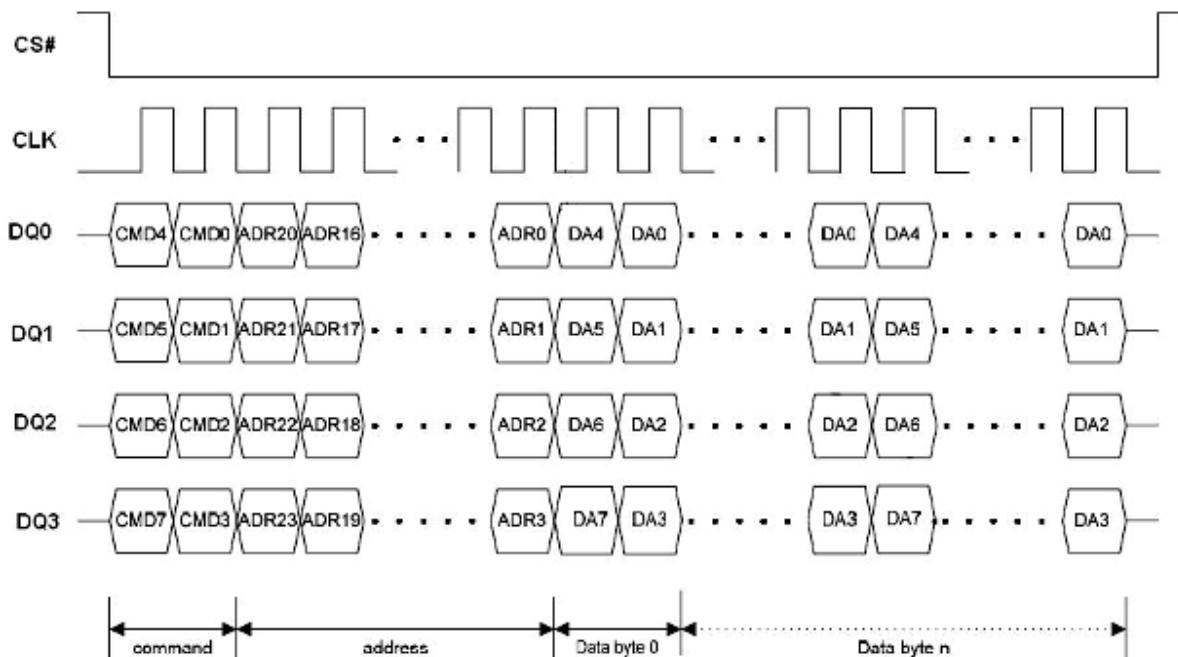 CS#
CLK
DQ0 CMD4 CMD0 ADR20 ADR16 ADR0 DA4 DA0 DA0 DA4 DA0
DQ1 CMD5 CMD1 ADR21 ADR17 ADR1 DA5 DA1 DA1 DA5 DA1
DQ2 CMD6 CMD2 ADR22 ADR18 ADR2 DA6 DA2 DA2 DA6 DA2
DQ3 CMD7 CMD3 ADR23 ADR19 ADR3 DA7 DA3 DA3 DA7 DA3
command address Data byte 0 Data byte n